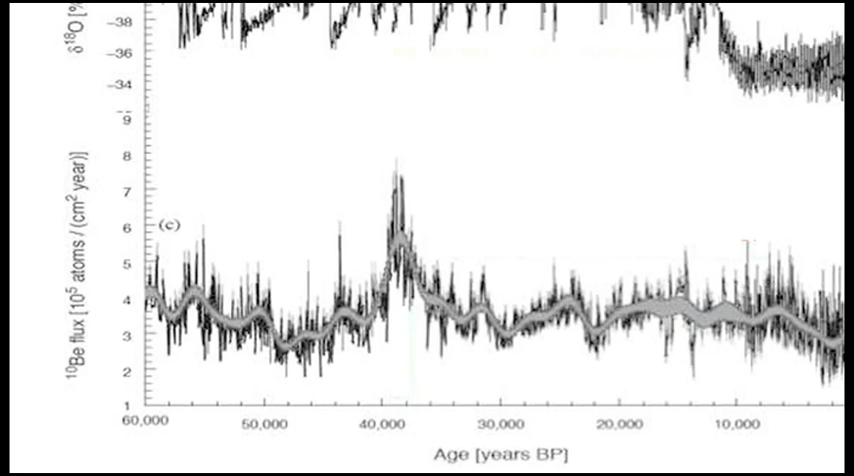 δ¹⁸O [%
-38
-36
-34
9
8
7
6
5
4
3
2
1
(c)
¹⁰Be flux [10⁵ atoms / (cm² year)]
60,000 50,000 40,000 30,000 20,000 10,000
Age [years BP]